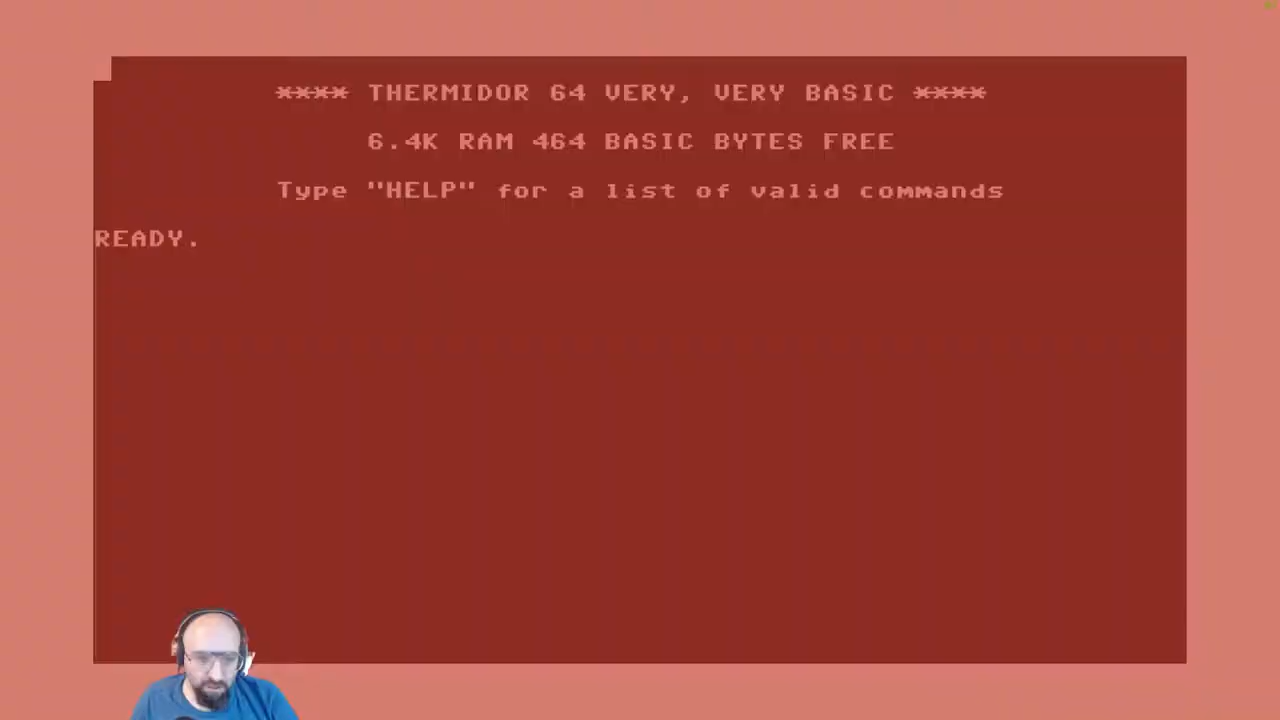 **** THERMIDOR 64 VERY, VERY BASIC ****
6.4K RAM 464 BASIC BYTES FREE
Type "HELP" for a list of valid commands
READY.